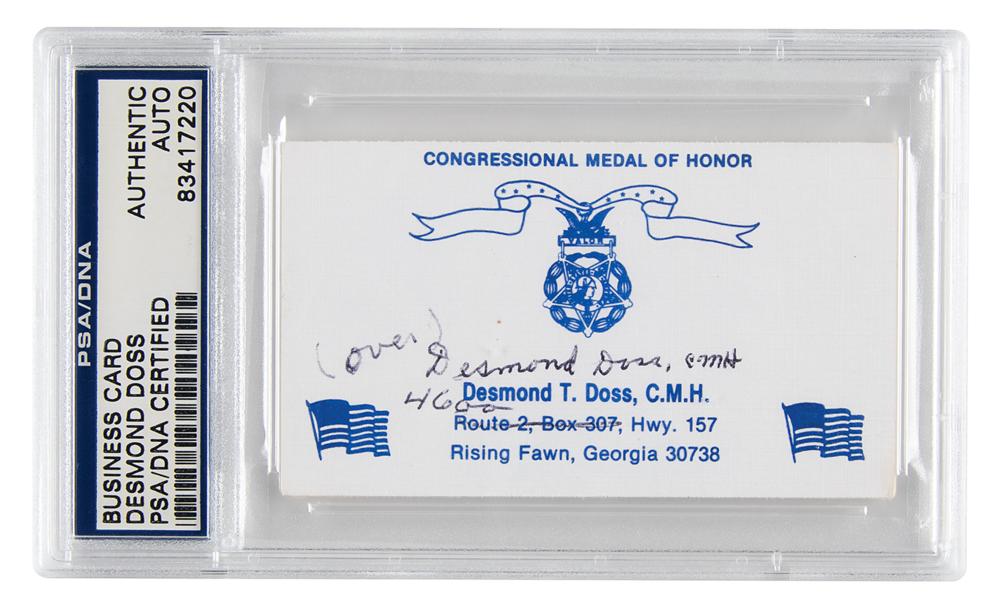 PSA/DNA
BUSINESS CARD
DESMOND DOSS
PSA/DNA CERTIFIED
AUTHENTIC
AUTO
83417220
CONGRESSIONAL MEDAL OF HONOR
VALOR
(over)
Desmond Doss, CMH
Desmond T. Doss, C.M.H.
4600
Route 2, Box 307, Hwy. 157
Rising Fawn, Georgia 30738